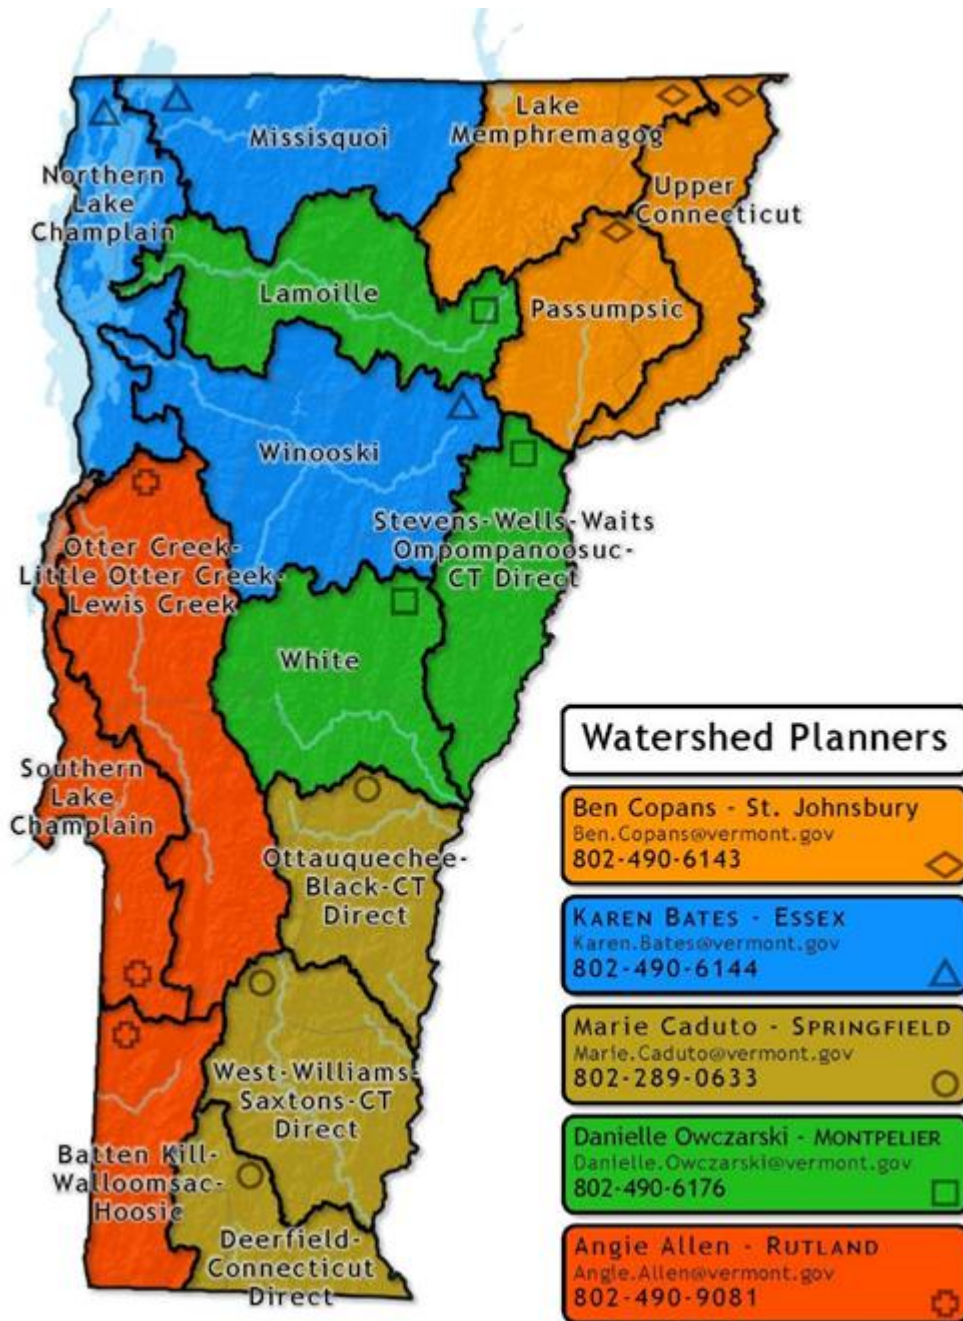 Missisquoi
Lake
Memphremagog
Northern
Lake
Champlain
Upper
Connecticut
Lamoille
Passumpsic
Winooski
Stevens-Wells-Waits
Ompompanoosuc-
CT Direct
Otter Creek-
Little Otter Creek-
Lewis Creek
White
Southern
Lake
Champlain
Ottauquechee-
Black-CT
Direct
West-Williams-
Saxtons-CT
Direct
Batten Kill-
Walloomsac-
Hoosic
Deerfield-
Connecticut
Direct
Watershed Planners
Ben Copans - St. Johnsbury
Ben.Copans@vermont.gov
802-490-6143
KAREN BATES - ESSEX
Karen.Bates@vermont.gov
802-490-6144
Marie Caduto - SPRINGFIELD
Marie.Caduto@vermont.gov
802-289-0633
Danielle Owczarski - MONTPELIER
Danielle.Owczarski@vermont.gov
802-490-6176
Angie Allen - RUTLAND
Angie.Allen@vermont.gov
802-490-9081